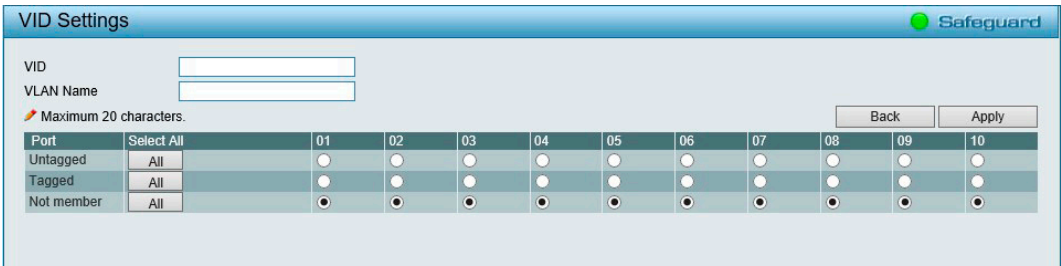 VID Settings Safeguard
VID
VLAN Name
Maximum 20 characters.
Back Apply
Port Select All 01 02 03 04 05 06 07 08 09 10
Untagged All
Tagged All
Not member All